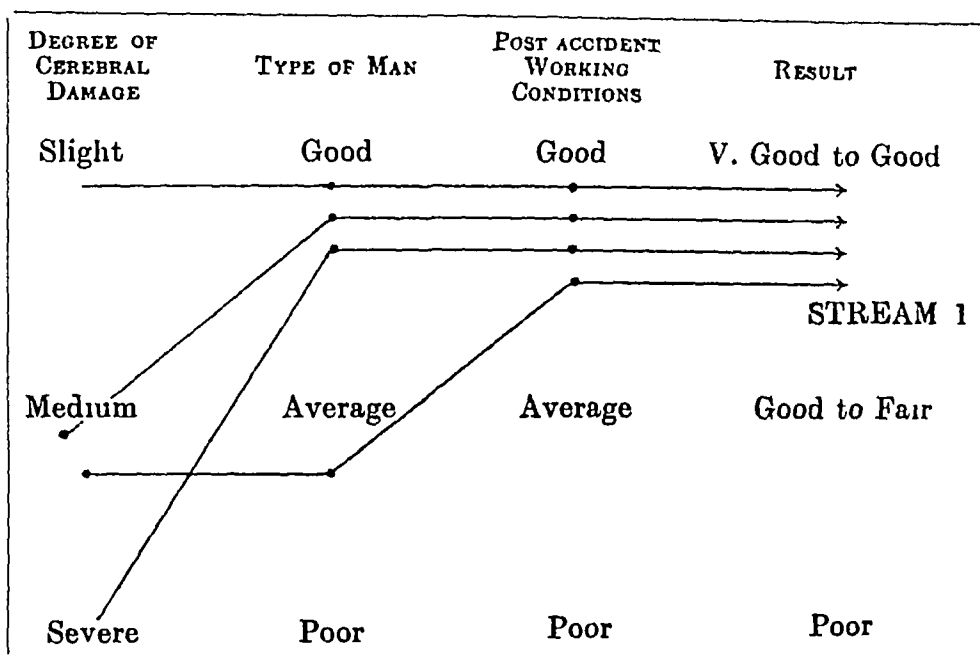 DEGREE OF CEREBRAL DAMAGE
TYPE OF MAN
POST ACCIDENT WORKING CONDITIONS
RESULT
Slight Good Good V. Good to Good
STREAM 1
Medium Average Average Good to Fair
Severe Poor Poor Poor